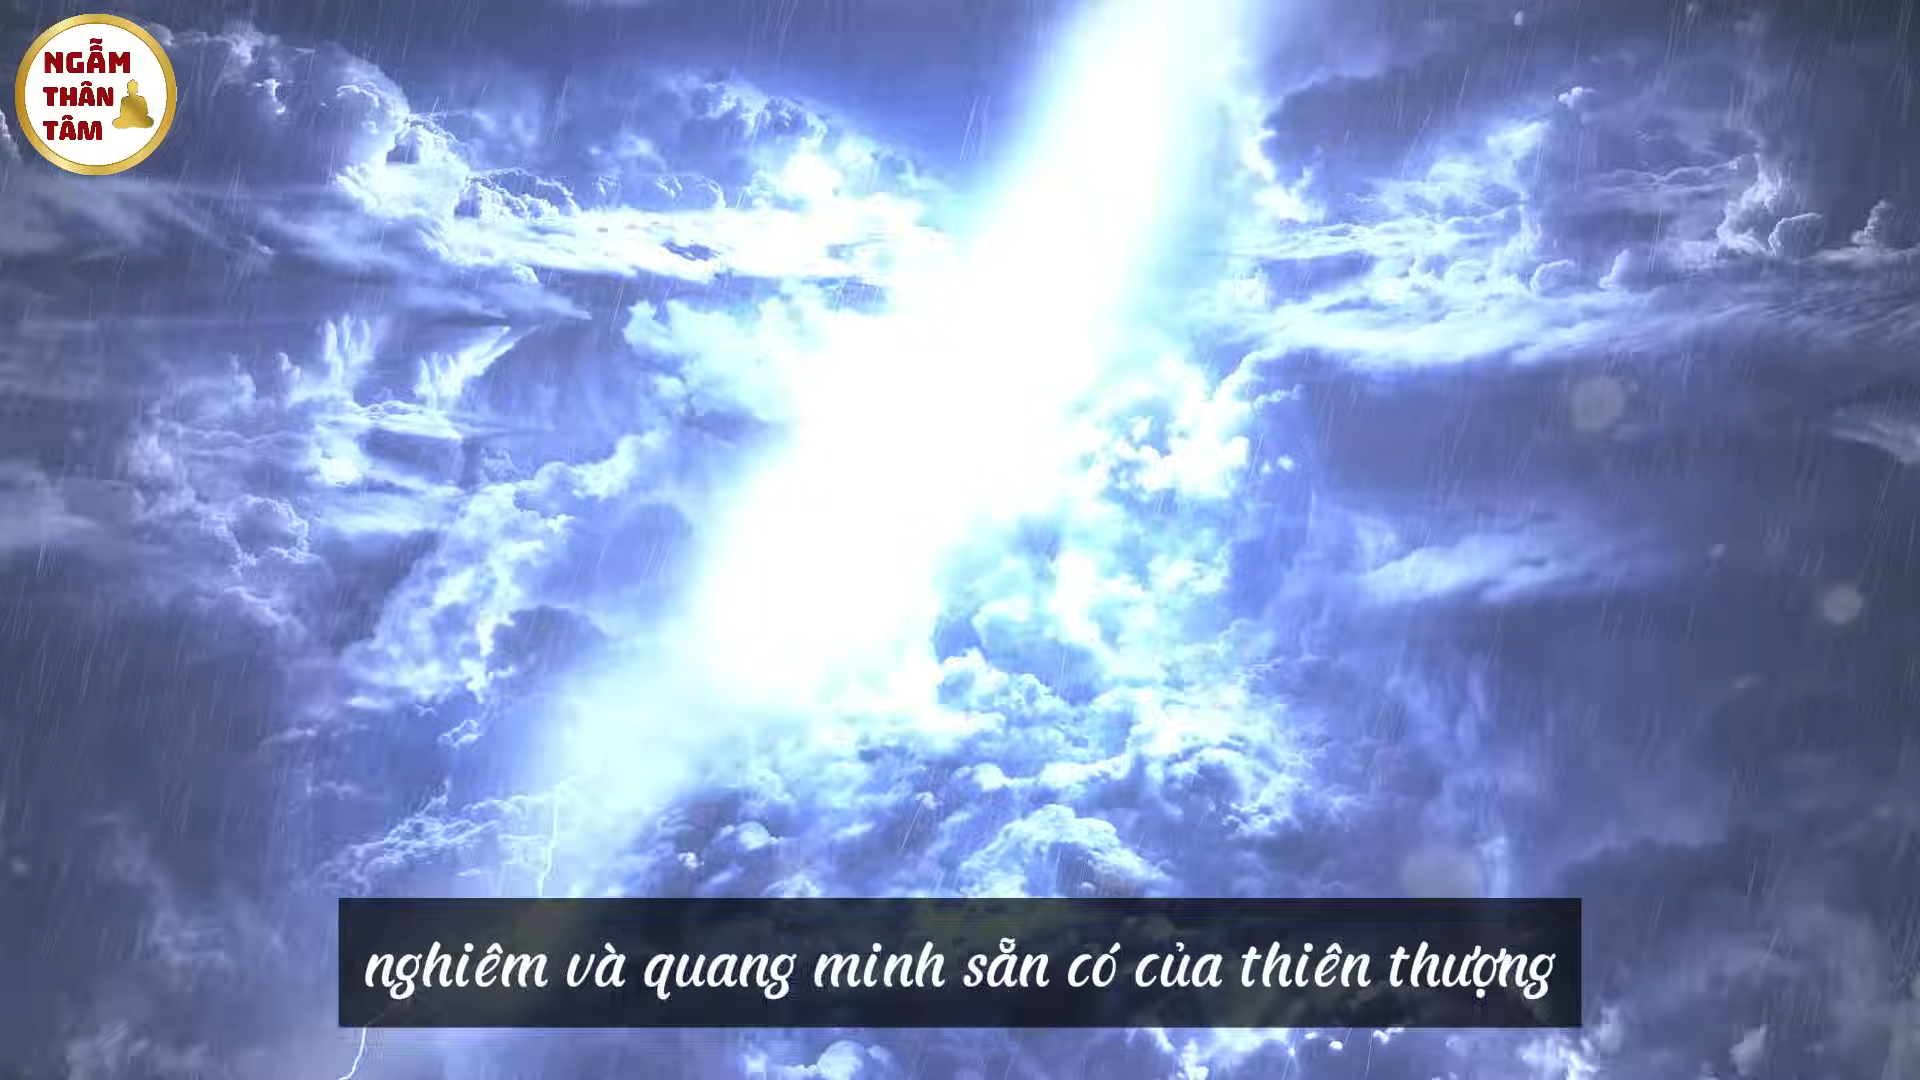 NGẪM
THÂN
TÂM
nghiêm và quang minh sẵn có của thiên thượng